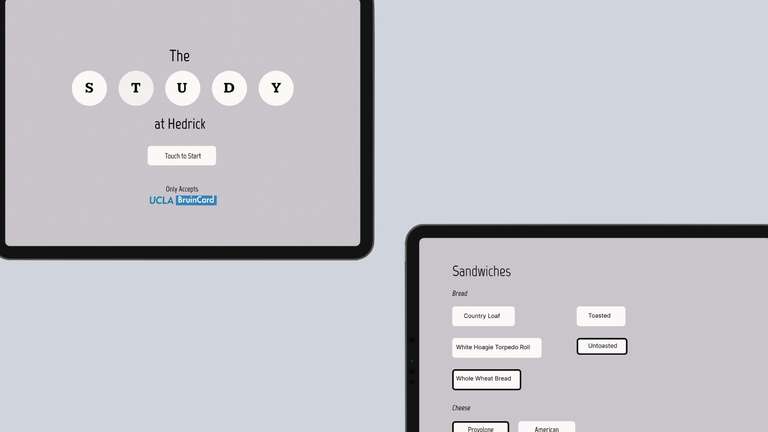 The
S T U D Y
at Hedrick
Touch to Start
Only Accepts
UCLA BruinCard
Sandwiches
Bread
Country Loaf
Toasted
White Hoagie Torpedo Roll
Untoasted
Whole Wheat Bread
Cheese
Provolone
American